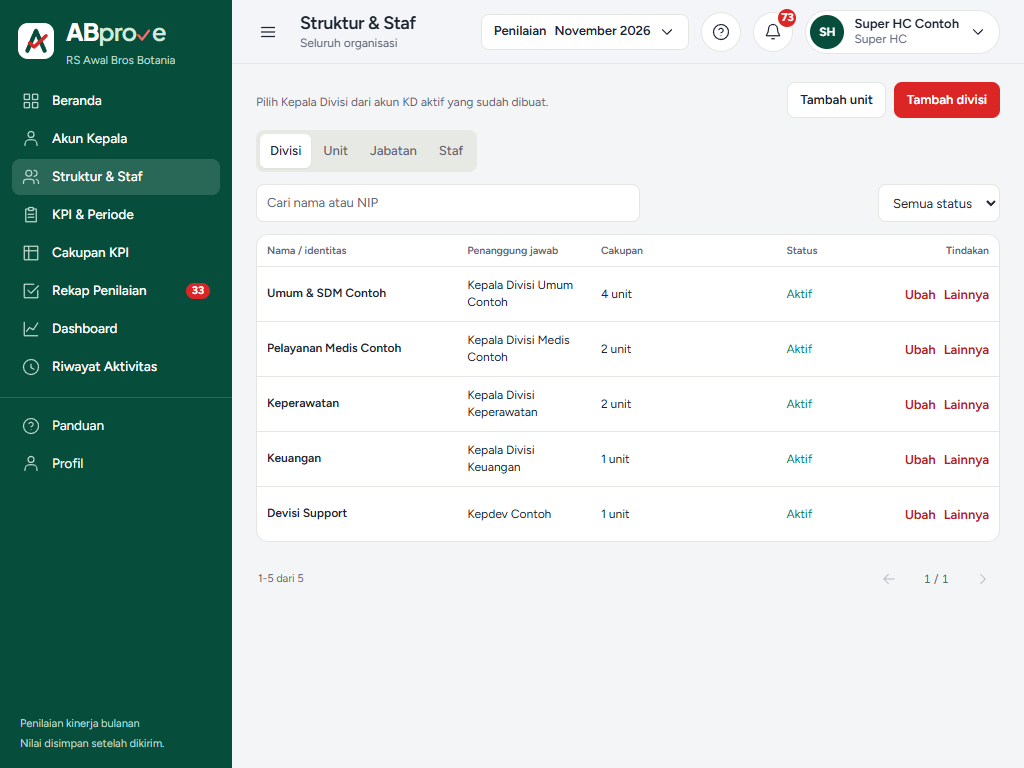 ABprove
RS Awal Bros Botania
Beranda
Akun Kepala
Struktur & Staf
KPI & Periode
Cakupan KPI
Rekap Penilaian 33
Dashboard
Riwayat Aktivitas
Panduan
Profil
Penilaian kinerja bulanan
Nilai disimpan setelah dikirim.
Struktur & Staf
Seluruh organisasi
Penilaian November 2026
73
SH
Super HC Contoh
Super HC
Pilih Kepala Divisi dari akun KD aktif yang sudah dibuat.
Tambah unit
Tambah divisi
Divisi Unit Jabatan Staf
Cari nama atau NIP
Semua status
Nama / identitas Penanggung jawab Cakupan Status Tindakan
Umum & SDM Contoh Kepala Divisi Umum Contoh 4 unit Aktif Ubah Lainnya
Pelayanan Medis Contoh Kepala Divisi Medis Contoh 2 unit Aktif Ubah Lainnya
Keperawatan Kepala Divisi Keperawatan 2 unit Aktif Ubah Lainnya
Keuangan Kepala Divisi Keuangan 1 unit Aktif Ubah Lainnya
Devisi Support Kepdev Contoh 1 unit Aktif Ubah Lainnya
1-5 dari 5
1 / 1